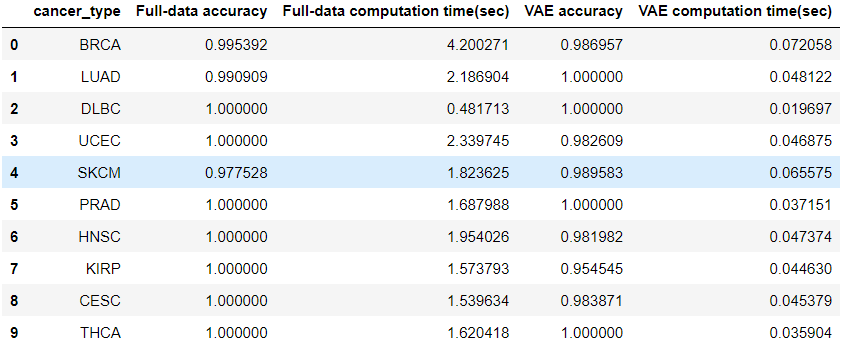 cancer_type Full-data accuracy Full-data computation time(sec) VAE accuracy VAE computation time(sec)
0 BRCA 0.995392 4.200271 0.986957 0.072058
1 LUAD 0.990909 2.186904 1.000000 0.048122
2 DLBC 1.000000 0.481713 1.000000 0.019697
3 UCEC 1.000000 2.339745 0.982609 0.046875
4 SKCM 0.977528 1.823625 0.989583 0.065575
5 PRAD 1.000000 1.687988 1.000000 0.037151
6 HNSC 1.000000 1.954026 0.981982 0.047374
7 KIRP 1.000000 1.573793 0.954545 0.044630
8 CESC 1.000000 1.539634 0.983871 0.045379
9 THCA 1.000000 1.620418 1.000000 0.035904